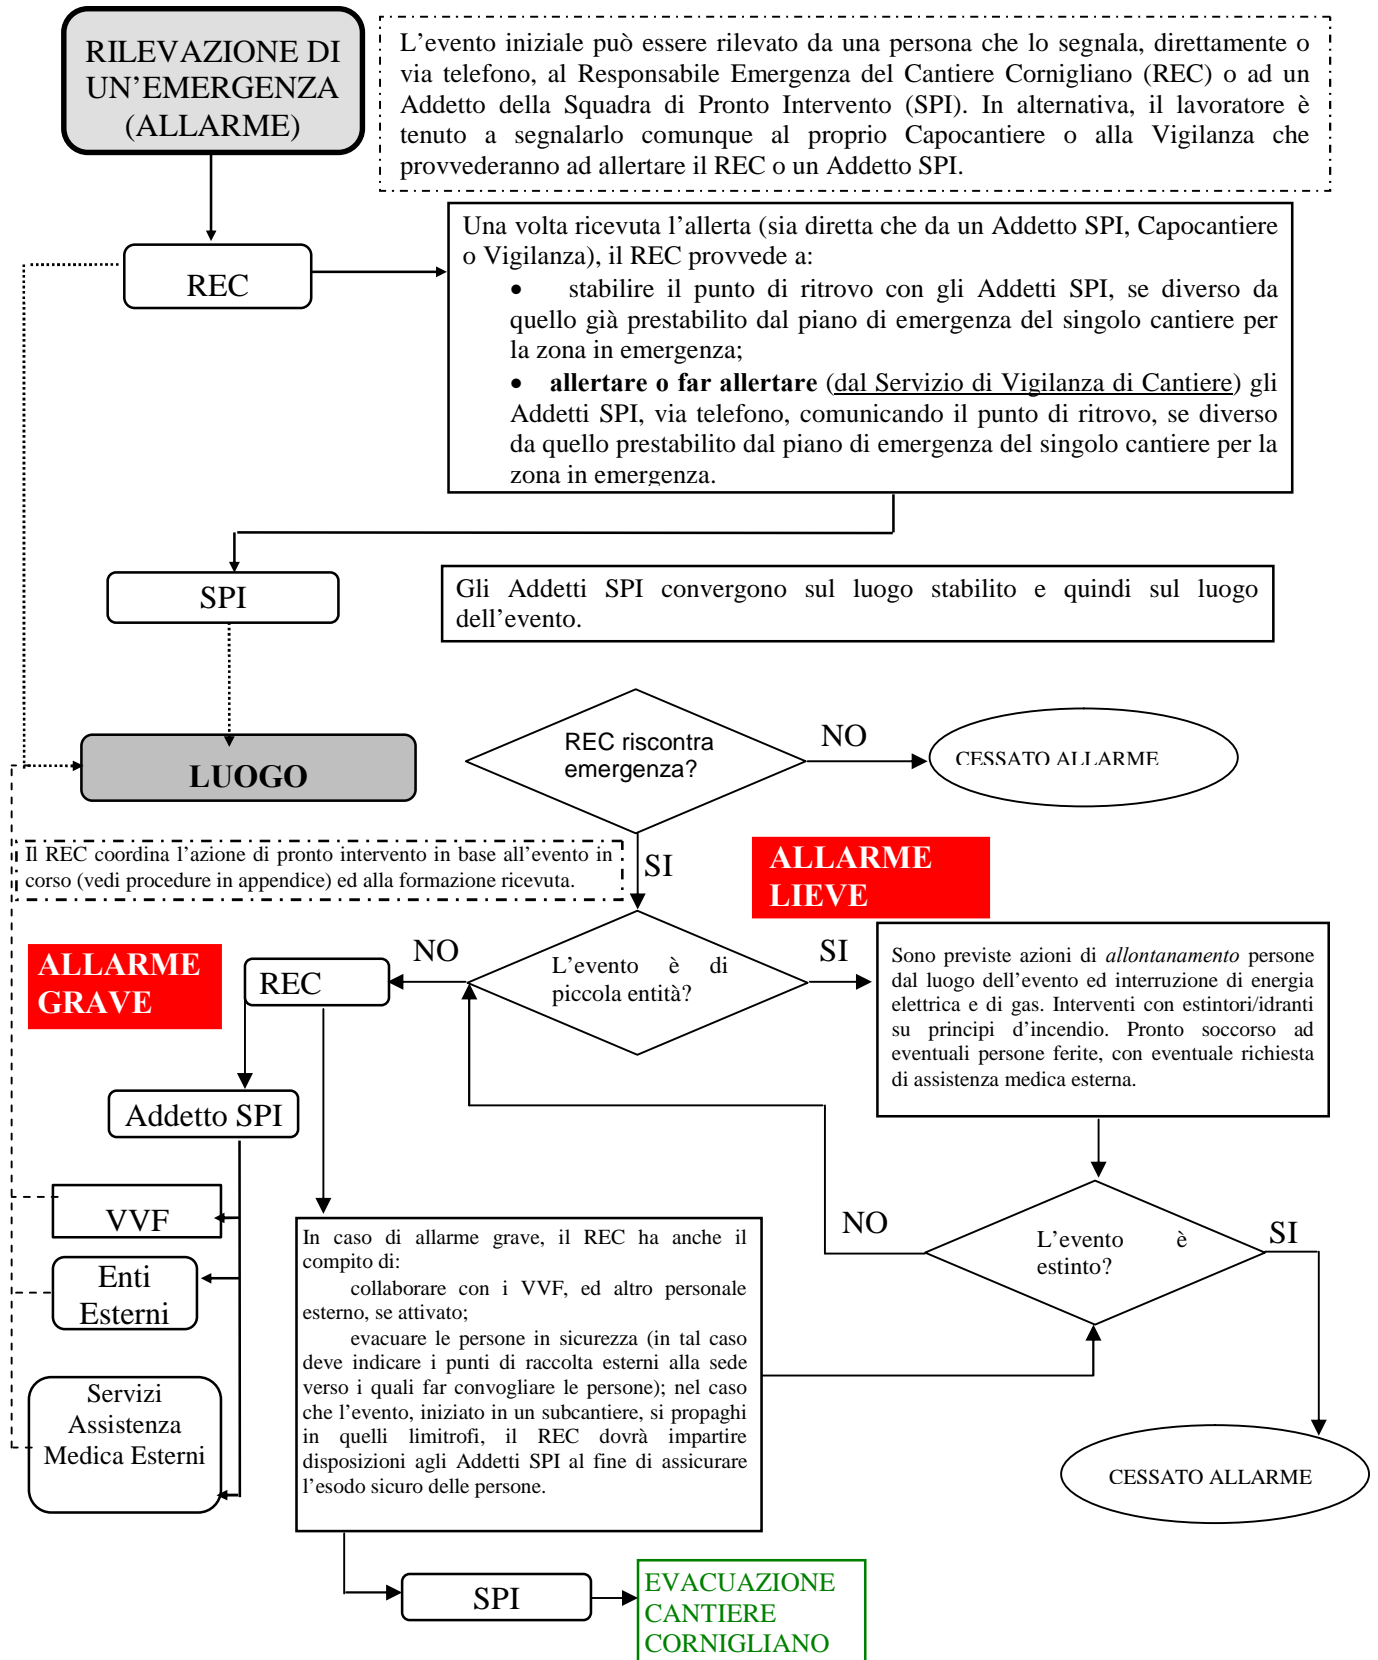 RILEVAZIONE DI
UN’EMERGENZA
(ALLARME)
L’evento iniziale può essere rilevato da una persona che lo segnala, direttamente o
via telefono, al Responsabile Emergenza del Cantiere Cornigliano (REC) o ad un
Addetto della Squadra di Pronto Intervento (SPI). In alternativa, il lavoratore è
tenuto a segnalarlo comunque al proprio Capocantiere o alla Vigilanza che
provvederanno ad allertare il REC o un Addetto SPI.
REC
Una volta ricevuta l’allerta (sia diretta che da un Addetto SPI, Capocantiere
o Vigilanza), il REC provvede a:
• stabilire il punto di ritrovo con gli Addetti SPI, se diverso da
quello già prestabilito dal piano di emergenza del singolo cantiere per
la zona in emergenza;
• allertare o far allertare (dal Servizio di Vigilanza di Cantiere) gli
Addetti SPI, via telefono, comunicando il punto di ritrovo, se diverso
da quello prestabilito dal piano di emergenza del singolo cantiere per la
zona in emergenza.
SPI
Gli Addetti SPI convergono sul luogo stabilito e quindi sul luogo
dell’evento.
LUOGO
REC riscontra
emergenza?
NO
CESSATO ALLARME
Il REC coordina l’azione di pronto intervento in base all’evento in
corso (vedi procedure in appendice) ed alla formazione ricevuta.
SI
ALLARME
LIEVE
ALLARME
GRAVE
REC
NO
L’evento è di
piccola entità?
SI
Sono previste azioni di allontanamento persone
dal luogo dell’evento ed interruzione di energia
elettrica e di gas. Interventi con estintori/idranti
su principi d’incendio. Pronto soccorso ad
eventuali persone ferite, con eventuale richiesta
di assistenza medica esterna.
Addetto SPI
VVF
Enti
Esterni
Servizi
Assistenza
Medica Esterni
In caso di allarme grave, il REC ha anche il
compito di:
collaborare con i VVF, ed altro personale
esterno, se attivato;
evacuare le persone in sicurezza (in tal caso
deve indicare i punti di raccolta esterni alla sede
verso i quali far convogliare le persone); nel caso
che l’evento, iniziato in un subcantiere, si propaghi
in quelli limitrofi, il REC dovrà impartire
disposizioni agli Addetti SPI al fine di assicurare
l’esodo sicuro delle persone.
NO
L’evento è
estinto?
SI
CESSATO ALLARME
SPI
EVACUAZIONE
CANTIERE
CORNIGLIANO